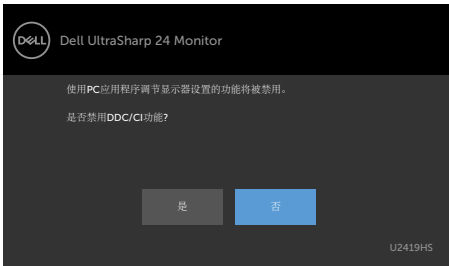 DELL
Dell UltraSharp 24 Monitor
使用PC应用程序调节显示器设置的功能将被禁用。
是否禁用DDC/CI功能?
是
否
U2419HS